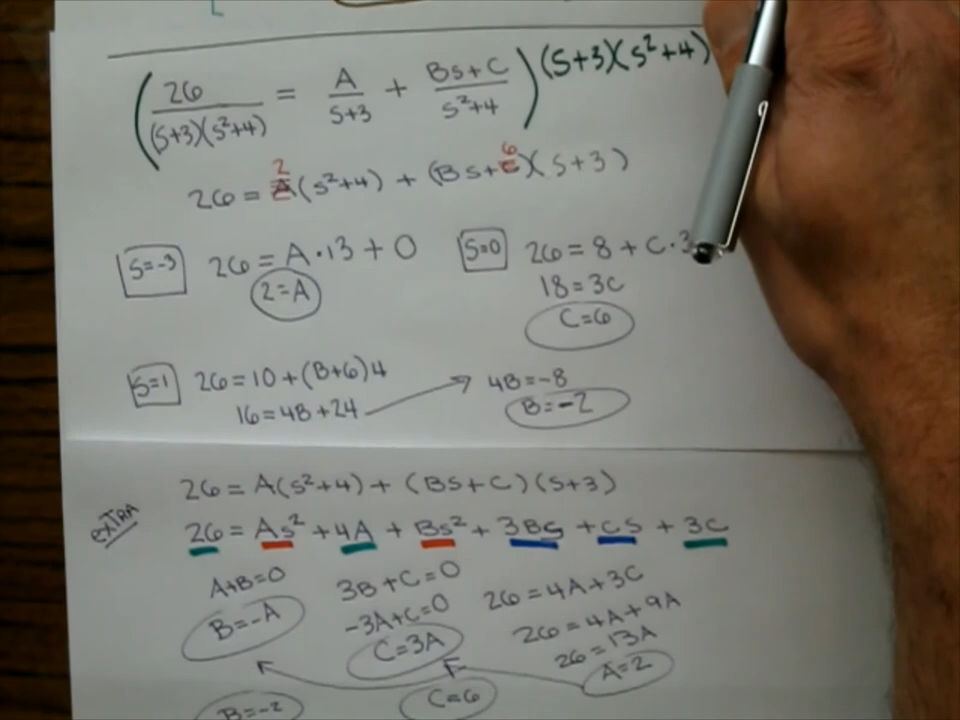 ( 26/((S+3)(s²+4)) = A/(S+3) + (Bs+C)/(s²+4) ) (S+3)(s²+4)
2 6
26 = A(s²+4) + (Bs+C)(s+3)
S=-3 26 = A·13 + 0
2=A
S=0 26 = 8 + C·3
18 = 3C
C=6
S=1 26 = 10 + (B+6)4
16 = 4B+24
4B=-8
B=-2
26 = A(s²+4) + (Bs+C)(s+3)
extra 26 = As² + 4A + Bs² + 3Bs + Cs + 3C
A+B=0
B=-A
3B+C=0
-3A+C=0
C=3A
26=4A+3C
26=4A+9A
26=13A
A=2
B=-2
C=6